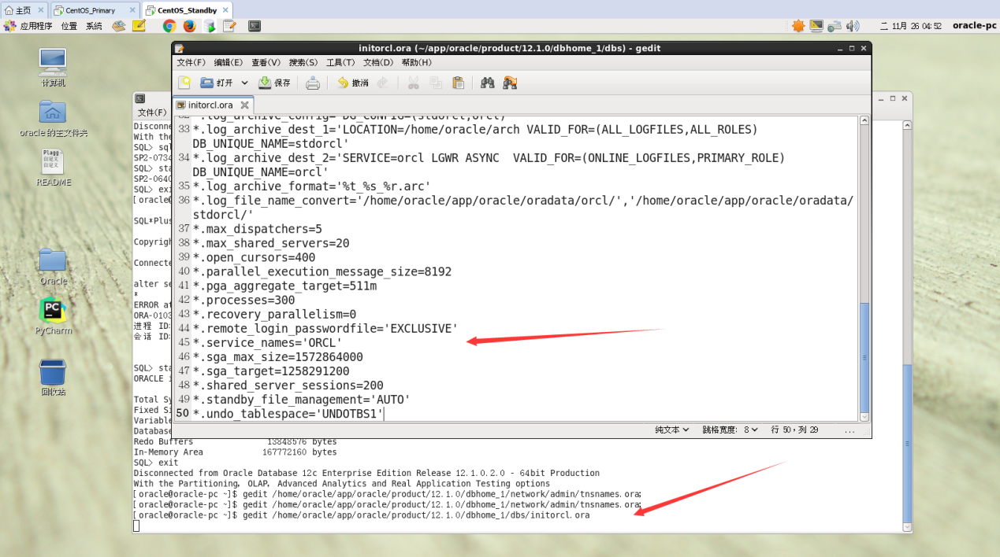 主页 CentOS_Primary CentOS_Standby
应用程序 位置 系统 二 11月 26 04:52 oracle-pc
计算机
oracle 的主文件夹
Plagg
自定义
自定义
README
Oracle
PC
PyCharm
回收站
initorcl.ora (~/app/oracle/product/12.1.0/dbhome_1/dbs) - gedit
文件(F) 编辑(E) 查看(V) 搜索(S) 工具(T) 文档(D) 帮助(H)
打开 保存 撤消
initorcl.ora
32 *.log_archive_config='DG_CONFIG=(stdorcl,orcl)'
33 *.log_archive_dest_1='LOCATION=/home/oracle/arch VALID_FOR=(ALL_LOGFILES,ALL_ROLES)
DB_UNIQUE_NAME=stdorcl'
34 *.log_archive_dest_2='SERVICE=orcl LGWR ASYNC  VALID_FOR=(ONLINE_LOGFILES,PRIMARY_ROLE)
DB_UNIQUE_NAME=orcl'
35 *.log_archive_format='%t_%s_%r.arc'
36 *.log_file_name_convert='/home/oracle/app/oracle/oradata/orcl/','/home/oracle/app/oracle/oradata/
stdorcl/'
37 *.max_dispatchers=5
38 *.max_shared_servers=20
39 *.open_cursors=400
40 *.parallel_execution_message_size=8192
41 *.pga_aggregate_target=511m
42 *.processes=300
43 *.recovery_parallelism=0
44 *.remote_login_passwordfile='EXCLUSIVE'
45 *.service_names='ORCL'
46 *.sga_max_size=1572864000
47 *.sga_target=1258291200
48 *.shared_server_sessions=200
49 *.standby_file_management='AUTO'
50 *.undo_tablespace='UNDOTBS1'
纯文本 跳格宽度: 8 行 50，列 29 ...
文件(F)
Disconne
With the
SQL> sql
SP2-0734
SQL> sta
SP2-0640
SQL> exi
[oracle@
SQL*Plus
Copyrigh
Connecte
alter se
*
ERROR at
ORA-0103
进程 ID:
会话 ID:
SQL> sta
ORACLE i
Total Sy
Fixed Si
Variable
Database
Redo Buffers 13848576 bytes
In-Memory Area 167772160 bytes
SQL> exit
Disconnected from Oracle Database 12c Enterprise Edition Release 12.1.0.2.0 - 64bit Production
With the Partitioning, OLAP, Advanced Analytics and Real Application Testing options
[oracle@oracle-pc ~]$ gedit /home/oracle/app/oracle/product/12.1.0/dbhome_1/network/admin/tnsnames.ora;
[oracle@oracle-pc ~]$ gedit /home/oracle/app/oracle/product/12.1.0/dbhome_1/network/admin/tnsnames.ora;
[oracle@oracle-pc ~]$ gedit /home/oracle/app/oracle/product/12.1.0/dbhome_1/dbs/initorcl.ora